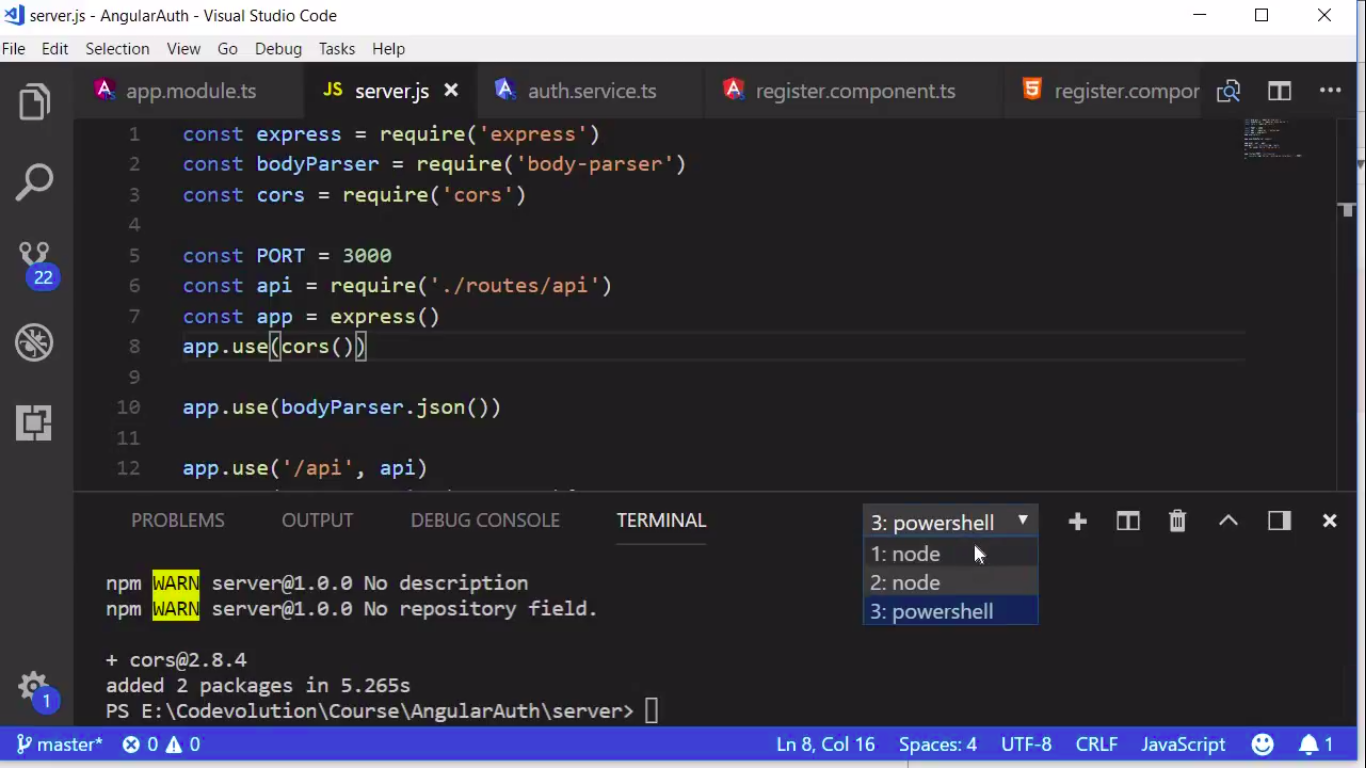 server.js - AngularAuth - Visual Studio Code
File Edit Selection View Go Debug Tasks Help
app.module.ts JS server.js auth.service.ts register.component.ts register.compor
1 const express = require('express')
2 const bodyParser = require('body-parser')
3 const cors = require('cors')
4
5 const PORT = 3000
6 const api = require('./routes/api')
7 const app = express()
8 app.use(cors())
9
10 app.use(bodyParser.json())
11
12 app.use('/api', api)
22
1
PROBLEMS OUTPUT DEBUG CONSOLE TERMINAL 3: powershell
1: node
2: node
3: powershell
npm WARN server@1.0.0 No description
npm WARN server@1.0.0 No repository field.
+ cors@2.8.4
added 2 packages in 5.265s
PS E:\Codevolution\Course\AngularAuth\server>
master* 0 0 Ln 8, Col 16 Spaces: 4 UTF-8 CRLF JavaScript 1